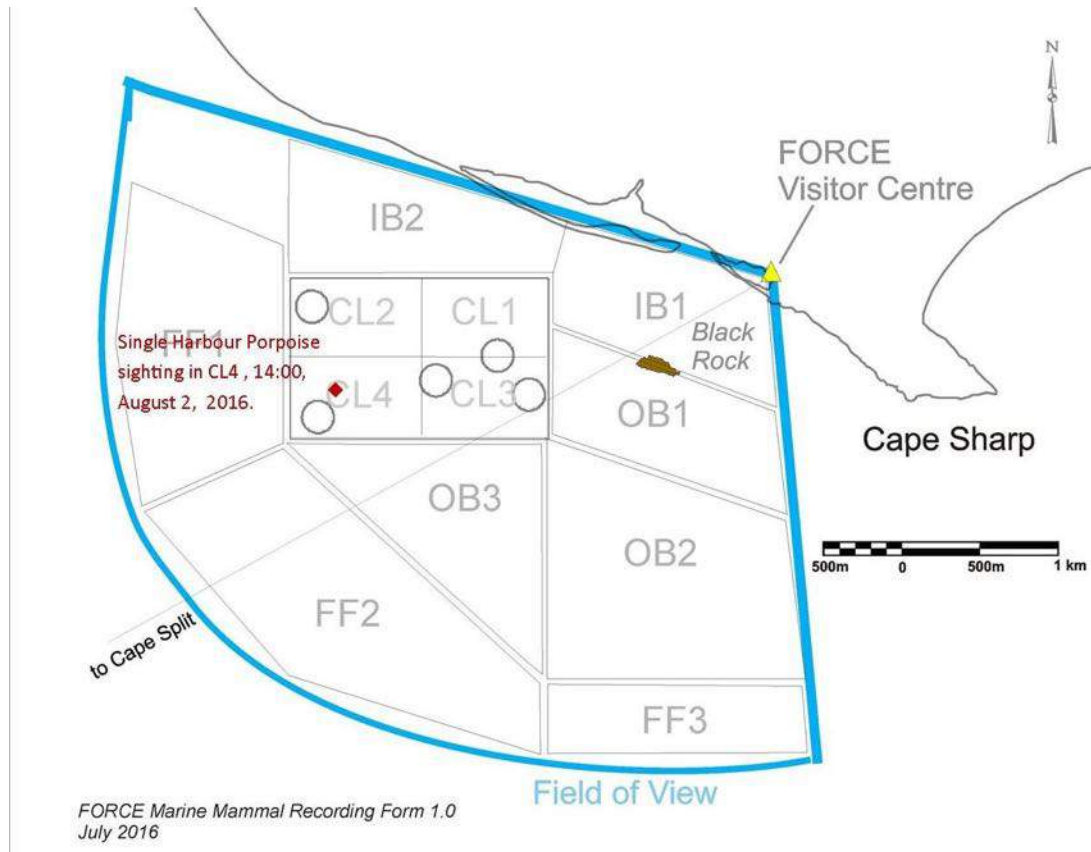 N
FORCE
Visitor Centre
IB2
CL2
CL1
IB1
Black
Rock
FF1
Single Harbour Porpoise
sighting in CL4 , 14:00,
August 2, 2016.
CL4
CL3
OB1
Cape Sharp
OB3
OB2
500m 0 500m 1 km
FF2
to Cape Split
FF3
Field of View
FORCE Marine Mammal Recording Form 1.0
July 2016